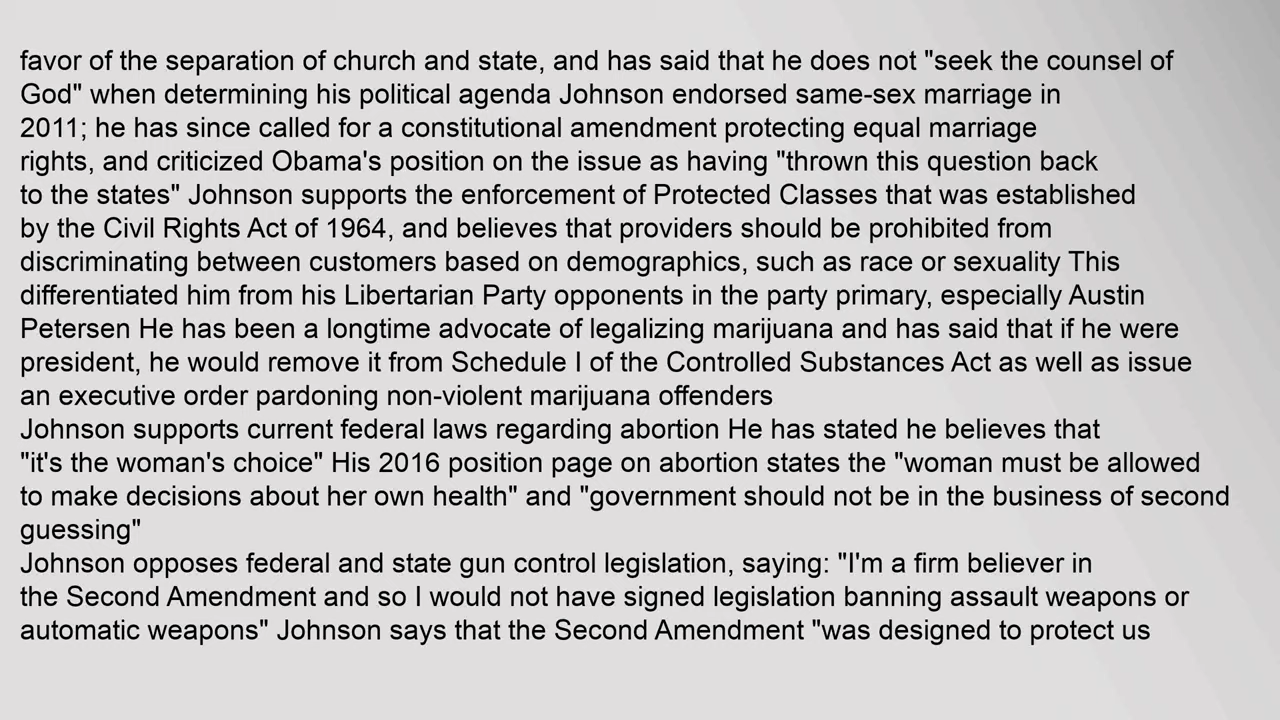 favor of the separation of church and state, and has said that he does not "seek the counsel of
God" when determining his political agenda Johnson endorsed same-sex marriage in
2011; he has since called for a constitutional amendment protecting equal marriage
rights, and criticized Obama's position on the issue as having "thrown this question back
to the states" Johnson supports the enforcement of Protected Classes that was established
by the Civil Rights Act of 1964, and believes that providers should be prohibited from
discriminating between customers based on demographics, such as race or sexuality This
differentiated him from his Libertarian Party opponents in the party primary, especially Austin
Petersen He has been a longtime advocate of legalizing marijuana and has said that if he were
president, he would remove it from Schedule I of the Controlled Substances Act as well as issue
an executive order pardoning non-violent marijuana offenders
Johnson supports current federal laws regarding abortion He has stated he believes that
"it's the woman's choice" His 2016 position page on abortion states the "woman must be allowed
to make decisions about her own health" and "government should not be in the business of second
guessing"
Johnson opposes federal and state gun control legislation, saying: "I'm a firm believer in
the Second Amendment and so I would not have signed legislation banning assault weapons or
automatic weapons" Johnson says that the Second Amendment "was designed to protect us